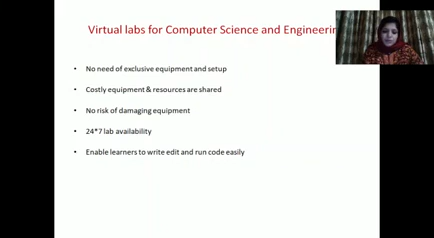 Virtual labs for Computer Science and Engineerin
• No need of exclusive equipment and setup
• Costly equipment & resources are shared
• No risk of damaging equipment
• 24*7 lab availability
• Enable learners to write edit and run code easily